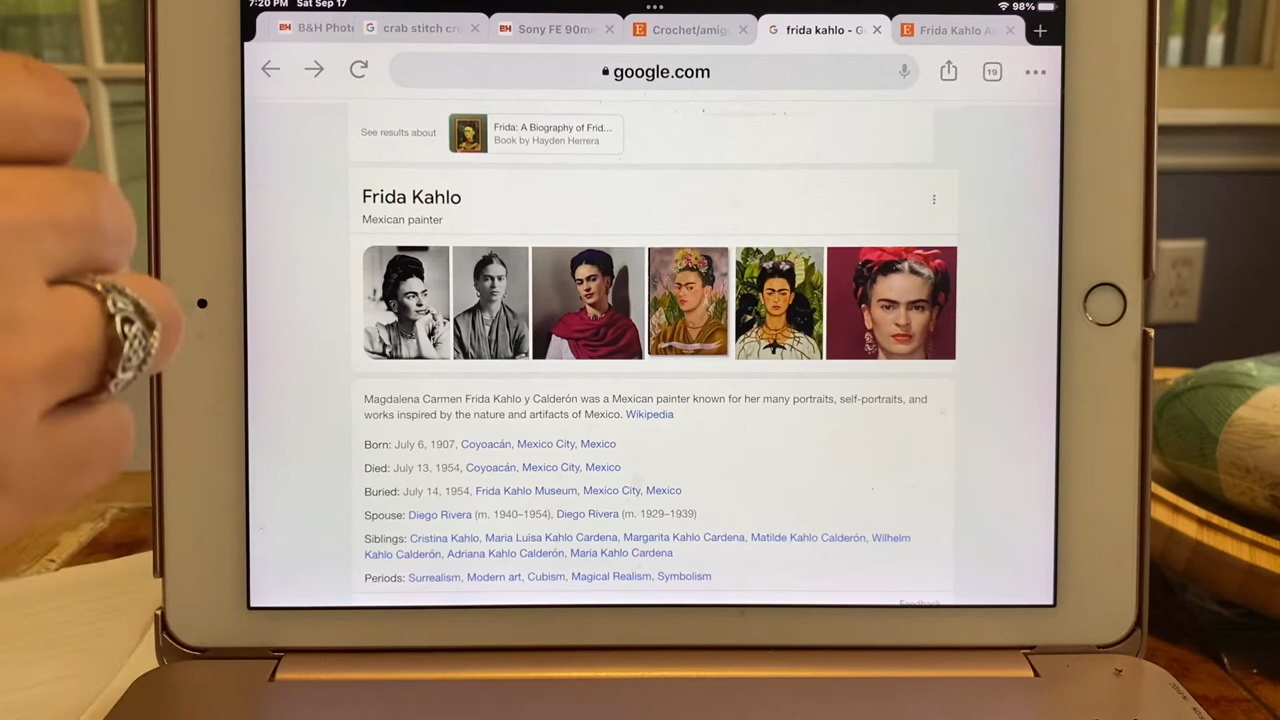 7:20 PM Sat Sep 17
98%
B&H Phot
crab stitch cr
Sony FE 90m
Crochet/amig
frida kahlo - G
Frida Kahlo A
google.com
19
See results about
Frida: A Biography of Frid...
Book by Hayden Herrera
Frida Kahlo
Mexican painter
Magdalena Carmen Frida Kahlo y Calderón was a Mexican painter known for her many portraits, self-portraits, and
works inspired by the nature and artifacts of Mexico. Wikipedia
Born: July 6, 1907, Coyoacán, Mexico City, Mexico
Died: July 13, 1954, Coyoacán, Mexico City, Mexico
Buried: July 14, 1954, Frida Kahlo Museum, Mexico City, Mexico
Spouse: Diego Rivera (m. 1940–1954), Diego Rivera (m. 1929–1939)
Siblings: Cristina Kahlo, Maria Luisa Kahlo Cardena, Margarita Kahlo Cardena, Matilde Kahlo Calderón, Wilhelm
Kahlo Calderón, Adriana Kahlo Calderón, Maria Kahlo Cardena
Periods: Surrealism, Modern art, Cubism, Magical Realism, Symbolism
Feedback